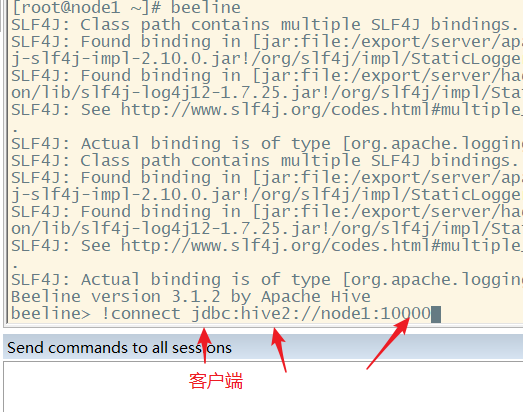 [root@node1 ~]# beeline
SLF4J: Class path contains multiple SLF4J bindings.
SLF4J: Found binding in [jar:file:/export/server/apa
j-slf4j-impl-2.10.0.jar!/org/slf4j/impl/StaticLogge
SLF4J: Found binding in [jar:file:/export/server/had
on/lib/slf4j-log4j12-1.7.25.jar!/org/slf4j/impl/Sta
SLF4J: See http://www.slf4j.org/codes.html#multiple_
.
SLF4J: Actual binding is of type [org.apache.loggin
SLF4J: Class path contains multiple SLF4J bindings.
SLF4J: Found binding in [jar:file:/export/server/apa
j-slf4j-impl-2.10.0.jar!/org/slf4j/impl/StaticLogge
SLF4J: Found binding in [jar:file:/export/server/had
on/lib/slf4j-log4j12-1.7.25.jar!/org/slf4j/impl/Sta
SLF4J: See http://www.slf4j.org/codes.html#multiple_
.
SLF4J: Actual binding is of type [org.apache.loggin
Beeline version 3.1.2 by Apache Hive
beeline> !connect jdbc:hive2://node1:10000
Send commands to all sessions
客户端